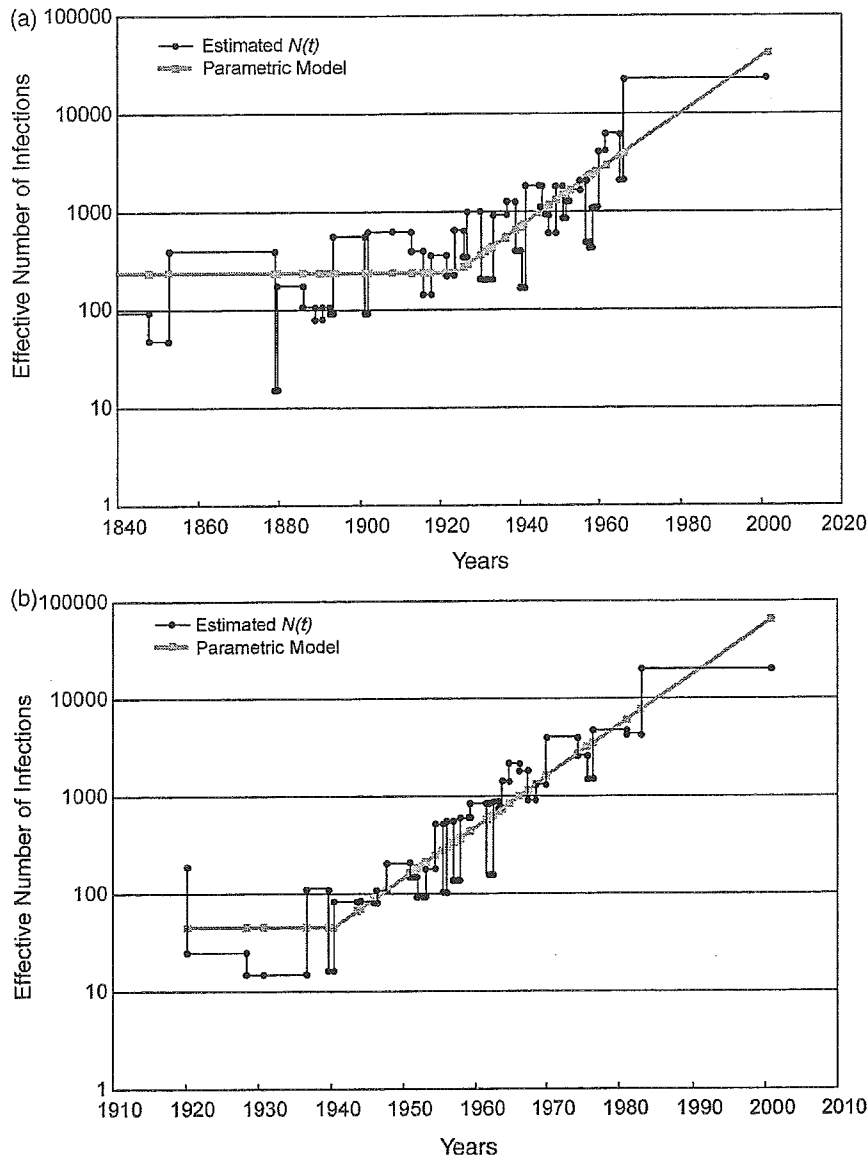 (a)
100000
Estimated N(t)
Parametric Model
10000
1000
100
10
1
Effective Number of Infections
1840 1860 1880 1900 1920 1940 1960 1980 2000 2020
Years
(b)
100000
Estimated N(t)
Parametric Model
10000
1000
100
10
1
Effective Number of Infections
1910 1920 1930 1940 1950 1960 1970 1980 1990 2000 2010
Years